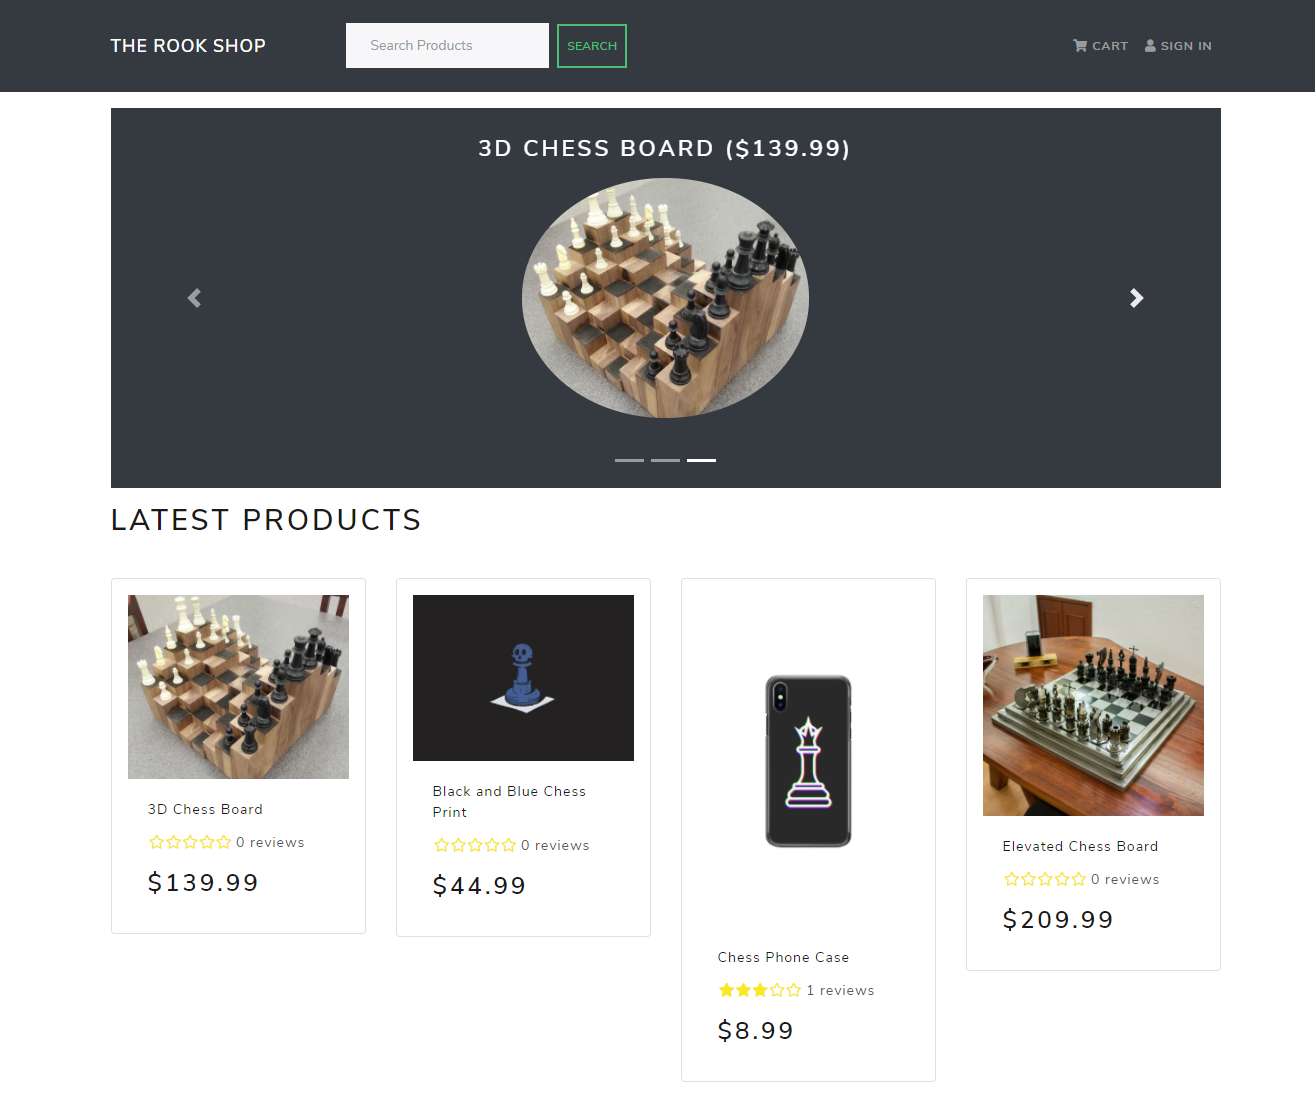 THE ROOK SHOP
Search Products
SEARCH
CART
SIGN IN
3D CHESS BOARD ($139.99)
LATEST PRODUCTS
3D Chess Board
0 reviews
$139.99
Black and Blue Chess
Print
0 reviews
$44.99
Chess Phone Case
1 reviews
$8.99
Elevated Chess Board
0 reviews
$209.99